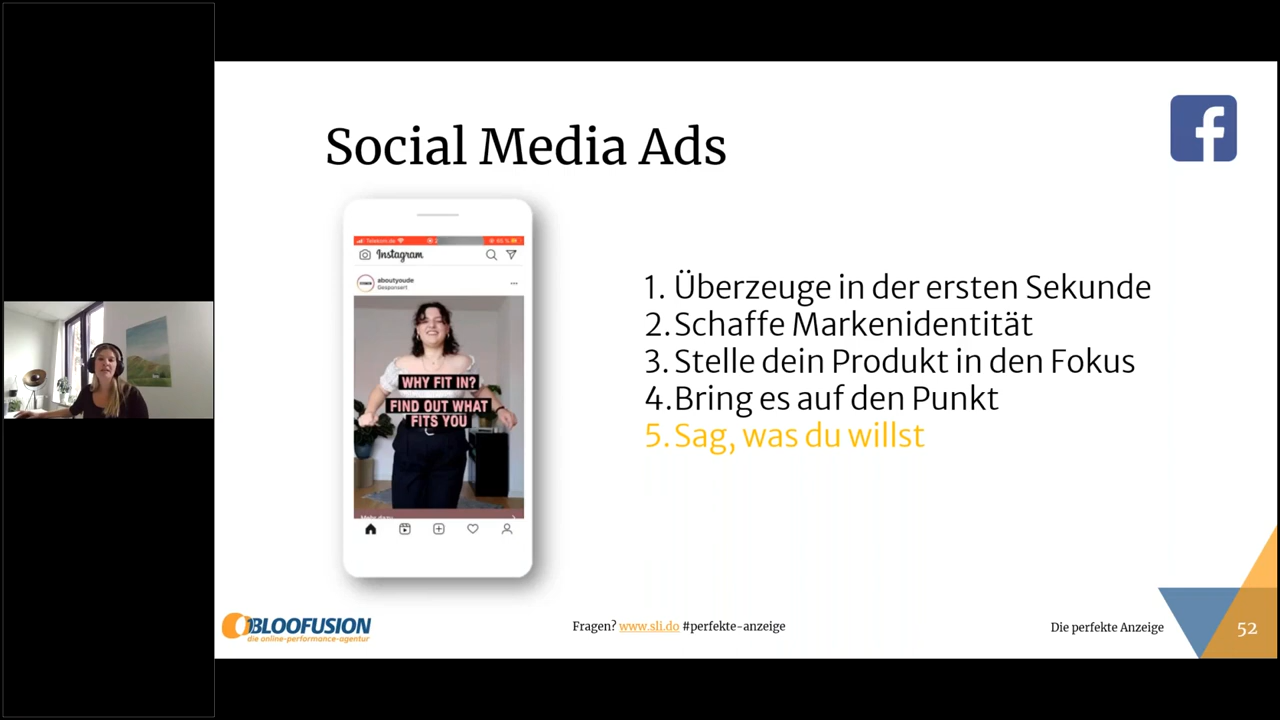 Social Media Ads
Telekom.de
Instagram
aboutyoude
Gesponsert
WHY FIT IN?
FIND OUT WHAT
FITS YOU
1. Überzeuge in der ersten Sekunde
2. Schaffe Markenidentität
3. Stelle dein Produkt in den Fokus
4. Bring es auf den Punkt
5. Sag, was du willst
BLOOFUSION
die online-performance-agentur
Fragen? www.sli.do #perfekte-anzeige
Die perfekte Anzeige
52